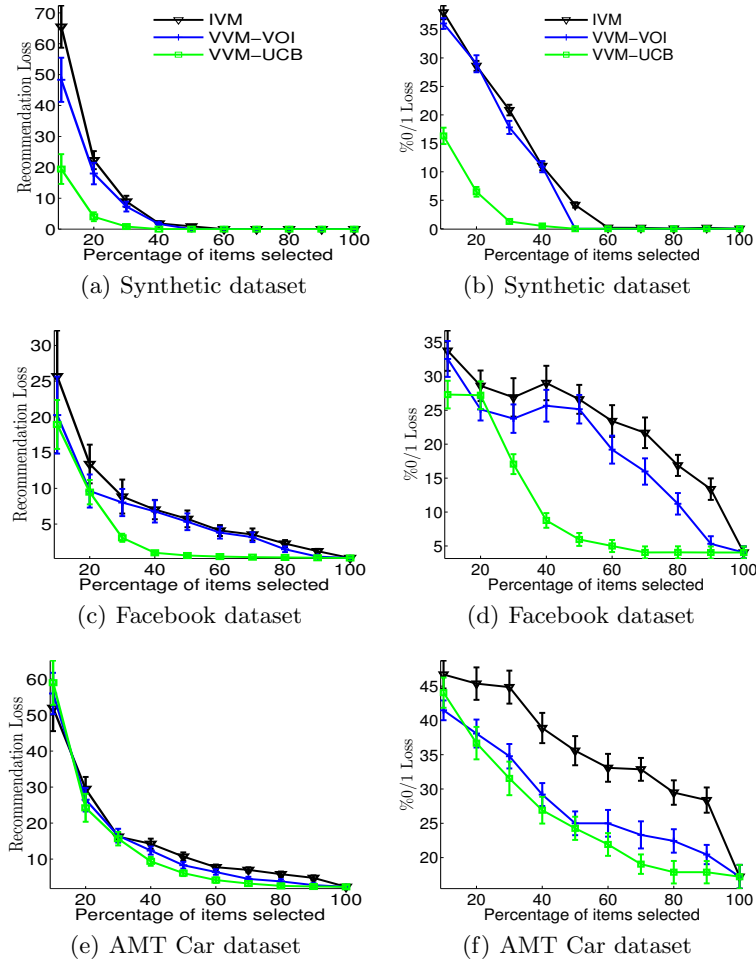 70
60
50
40
30
20
10
0
Recommendation Loss
IVM
VVM-VOI
VVM-UCB
20 40 60 80 100
Percentage of items selected
(a) Synthetic dataset
35
30
25
20
15
10
5
0
%0/1 Loss
IVM
VVM-VOI
VVM-UCB
20 40 60 80 100
Percentage of items selected
(b) Synthetic dataset
30
25
20
15
10
5
Recommendation Loss
20 40 60 80 100
Percentage of items selected
(c) Facebook dataset
35
30
25
20
15
10
5
%0/1 Loss
20 40 60 80 100
Percentage of items selected
(d) Facebook dataset
60
50
40
30
20
10
Recommendation Loss
20 40 60 80 100
Percentage of items selected
(e) AMT Car dataset
45
40
35
30
25
20
%0/1 Loss
20 40 60 80 100
Percentage of items selected
(f) AMT Car dataset